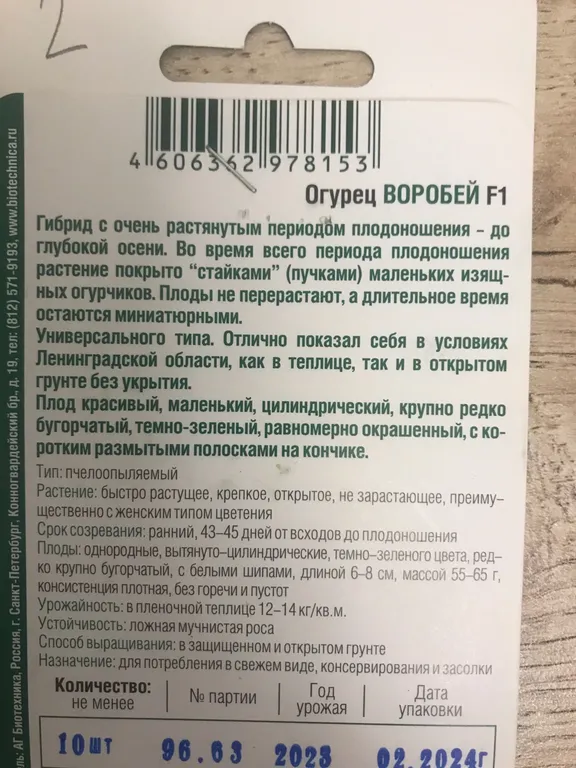 2
4 606362 978153
Огурец ВОРОБЕЙ F1
Гибрид с очень растянутым периодом плодоношения – до
глубокой осени. Во время всего периода плодоношения
растение покрыто “стайками” (пучками) маленьких изящ-
ных огурчиков. Плоды не перерастают, а длительное время
остаются миниатюрными.
Универсального типа. Отлично показал себя в условиях
Ленинградской области, как в теплице, так и в открытом
грунте без укрытия.
Плод красивый, маленький, цилиндрический, крупно редко
бугорчатый, темно-зеленый, равномерно окрашенный, с ко-
ротким размытыми полосками на кончике.
Тип: пчелоопыляемый
Растение: быстро растущее, крепкое, открытое, не зарастающее, преиму-
щественно с женским типом цветения
Срок созревания: ранний, 43–45 дней от всходов до плодоношения
Плоды: однородные, вытянуто-цилиндрические, темно-зеленого цвета, ред-
ко крупно бугорчатый, с белыми шипами, длиной 6–8 см, массой 55–65 г,
консистенция плотная, без горечи и пустот
Урожайность: в пленочной теплице 12–14 кг/кв.м.
Устойчивость: ложная мучнистая роса
Способ выращивания: в защищенном и открытом грунте
Назначение: для потребления в свежем виде, консервирования и засолки
Количество: не менее
№ партии
Год урожая
Дата упаковки
10шт 96.63 2023 02.2024г
ль: АГ Биотехника, Россия, г. Санкт-Петербург, Конногвардейский бр., д. 19, тел: (812) 571-9193, www.biotechnica.ru